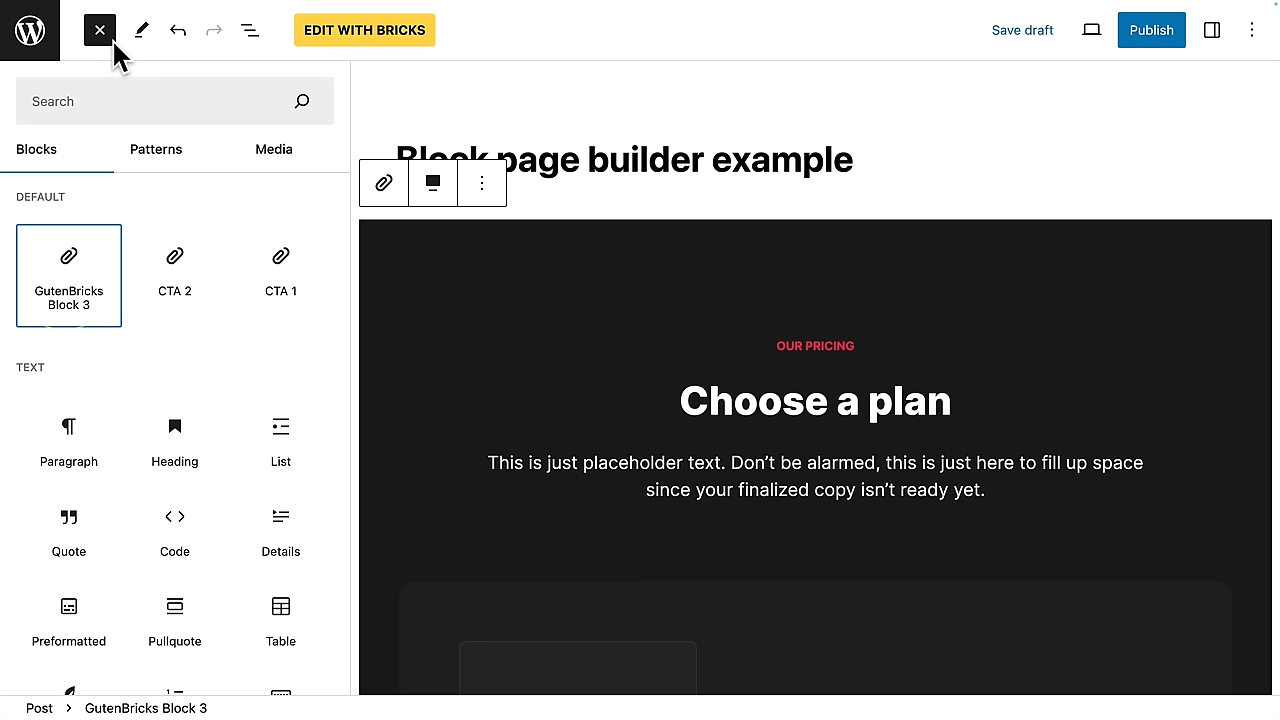 EDIT WITH BRICKS
Save draft
Publish
Search
Blocks
Patterns
Media
DEFAULT
GutenBricks
Block 3
CTA 2
CTA 1
TEXT
Paragraph
Heading
List
Quote
Code
Details
Preformatted
Pullquote
Table
Block page builder example
OUR PRICING
Choose a plan
This is just placeholder text. Don’t be alarmed, this is just here to fill up space
since your finalized copy isn’t ready yet.
Post
GutenBricks Block 3